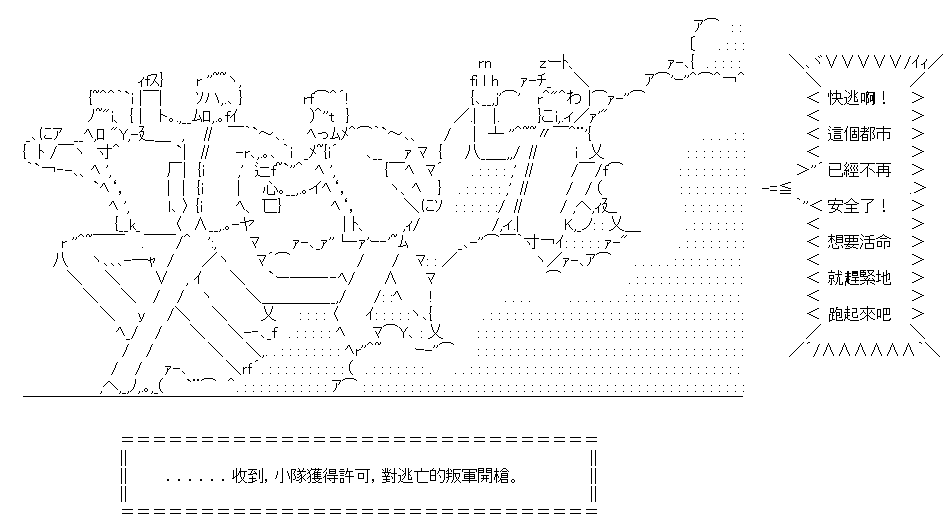 快逃啊!
這個都市
已經不再
安全了!
想要活命
就趕緊地
跑起來吧
......收到,小隊獲得許可,對逃亡的叛軍開槍。